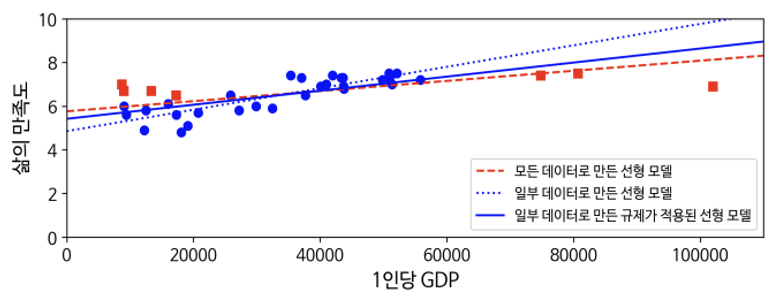 10
8
6
4
2
0
삶의 만족도
모든 데이터로 만든 선형 모델
일부 데이터로 만든 선형 모델
일부 데이터로 만든 규제가 적용된 선형 모델
0 20000 40000 60000 80000 100000
1인당 GDP